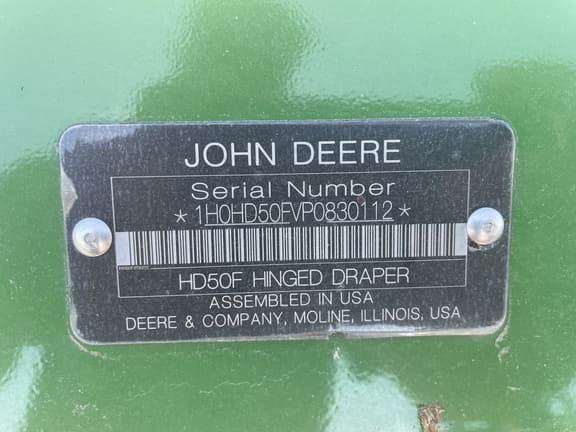 JOHN DEERE
Serial Number
*1H0HD50FVP0830112*
HD50F HINGED DRAPER
ASSEMBLED IN USA
DEERE & COMPANY, MOLINE, ILLINOIS, USA